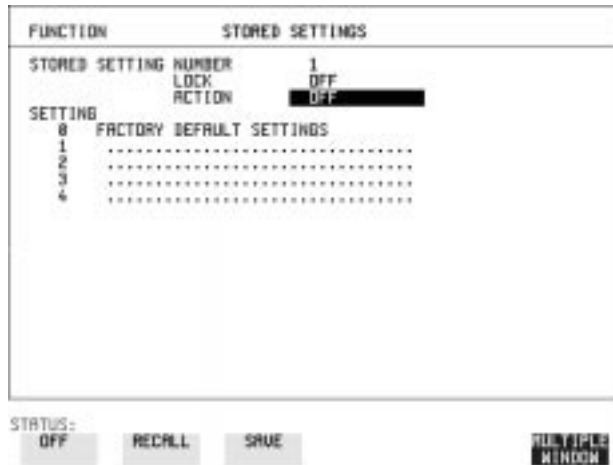 FUNCTION STORED SETTINGS
STORED SETTING NUMBER 1
LOCK OFF
ACTION OFF
SETTING
0 FACTORY DEFAULT SETTINGS
1 ................................
2 ................................
3 ................................
4 ................................
STATUS:
OFF RECALL SAVE MULTIPLE WINDOW